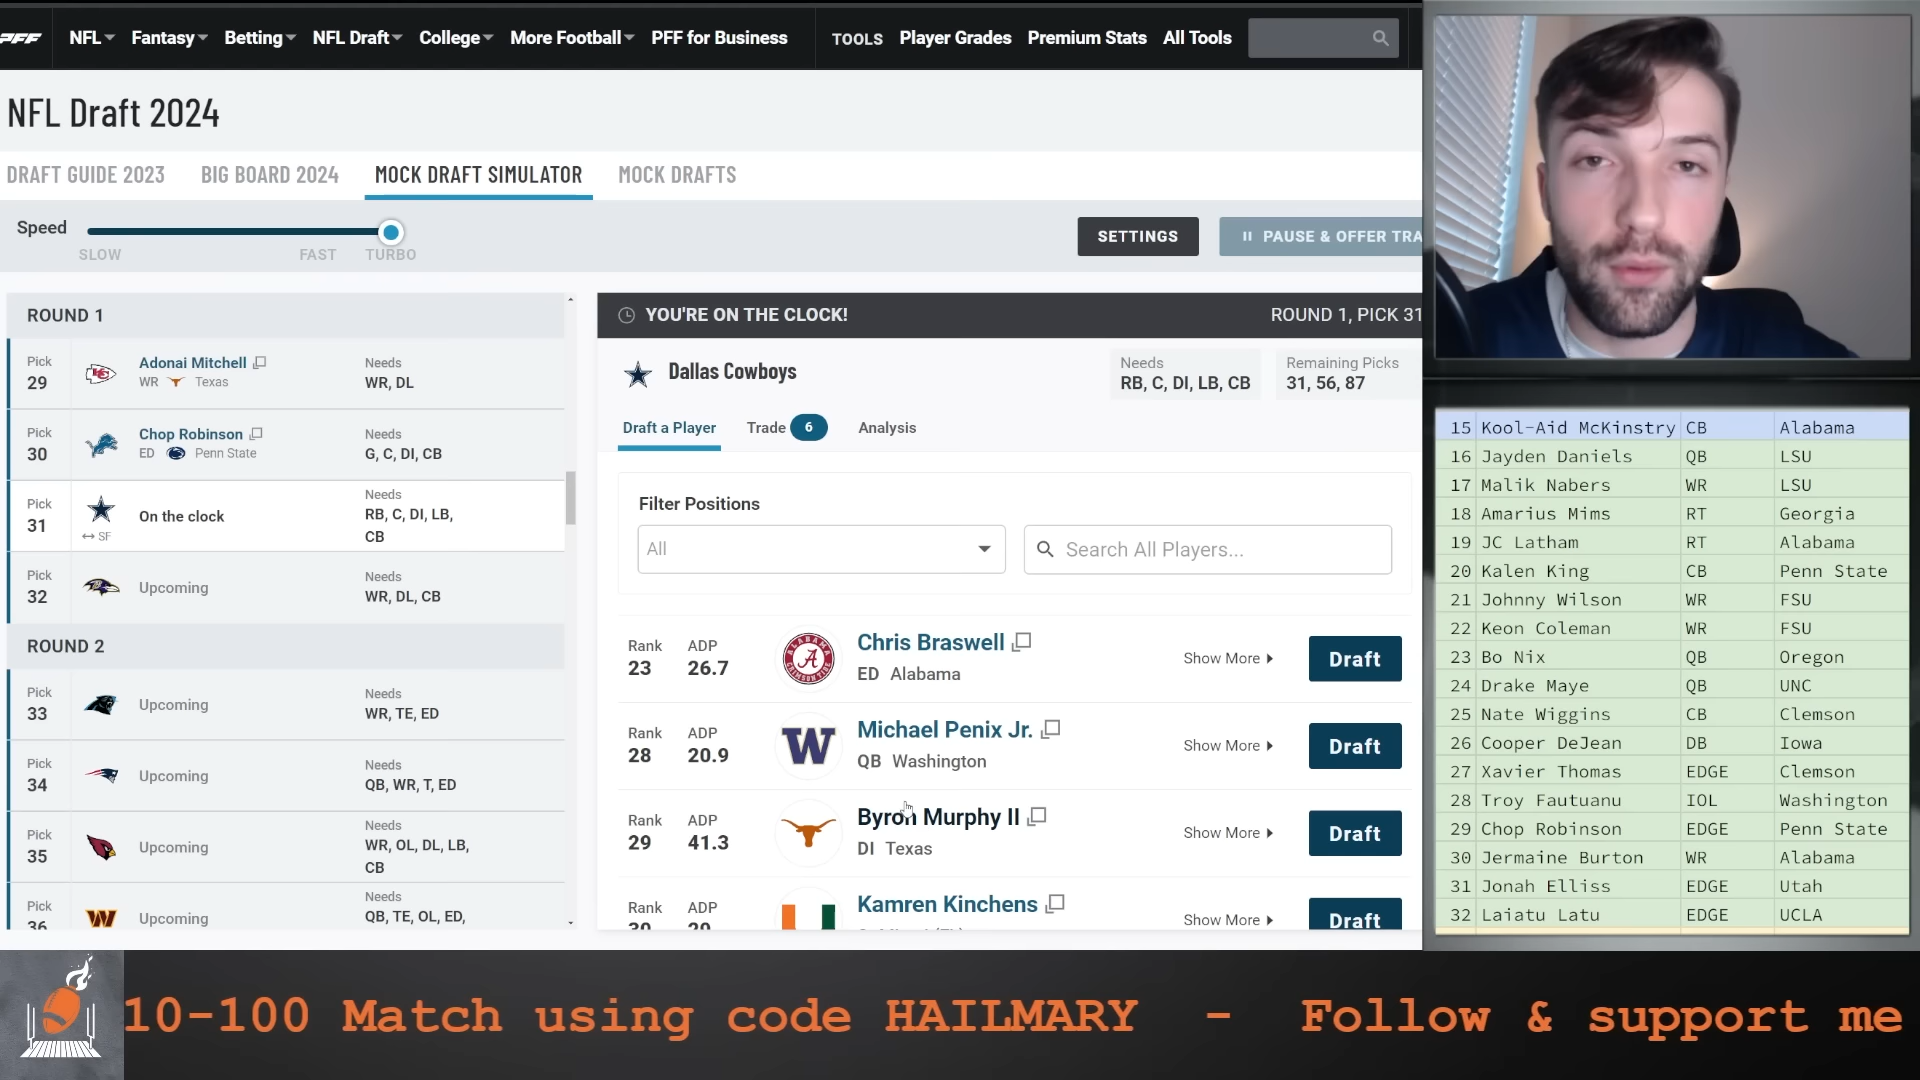 PFF NFL Fantasy Betting NFL Draft College More Football PFF for Business TOOLS Player Grades Premium Stats All Tools
NFL Draft 2024
DRAFT GUIDE 2023 BIG BOARD 2024 MOCK DRAFT SIMULATOR MOCK DRAFTS
Speed
SLOW FAST TURBO
SETTINGS
PAUSE & OFFER TRA
ROUND 1
Pick 29
Adonai Mitchell
WR Texas
Needs
WR, DL
Pick 30
Chop Robinson
ED Penn State
Needs
G, C, DI, CB
Pick 31
SF
On the clock
Needs
RB, C, DI, LB,
CB
Pick 32
Upcoming
Needs
WR, DL, CB
ROUND 2
Pick 33
Upcoming
Needs
WR, TE, ED
Pick 34
Upcoming
Needs
QB, WR, T, ED
Pick 35
Upcoming
Needs
WR, OL, DL, LB,
CB
Pick 36
Upcoming
Needs
QB, TE, OL, ED,
YOU'RE ON THE CLOCK! ROUND 1, PICK 31
Dallas Cowboys
Needs
RB, C, DI, LB, CB
Remaining Picks
31, 56, 87
Draft a Player Trade 6 Analysis
Filter Positions
All
Search All Players...
Rank 23
ADP 26.7
Chris Braswell
ED Alabama
Show More
Draft
Rank 28
ADP 20.9
Michael Penix Jr.
QB Washington
Show More
Draft
Rank 29
ADP 41.3
Byron Murphy II
DI Texas
Show More
Draft
Rank 30
ADP
Kamren Kinchens
Show More
Draft
15 Kool-Aid McKinstry CB Alabama
16 Jayden Daniels QB LSU
17 Malik Nabers WR LSU
18 Amarius Mims RT Georgia
19 JC Latham RT Alabama
20 Kalen King CB Penn State
21 Johnny Wilson WR FSU
22 Keon Coleman WR FSU
23 Bo Nix QB Oregon
24 Drake Maye QB UNC
25 Nate Wiggins CB Clemson
26 Cooper DeJean DB Iowa
27 Xavier Thomas EDGE Clemson
28 Troy Fautuanu IOL Washington
29 Chop Robinson EDGE Penn State
30 Jermaine Burton WR Alabama
31 Jonah Elliss EDGE Utah
32 Laiatu Latu EDGE UCLA
10-100 Match using code HAILMARY - Follow & support me